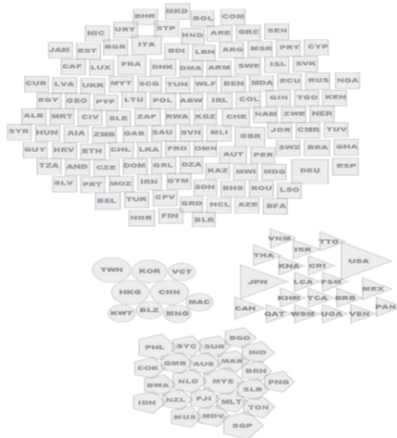 BHR MKD BOL COM
NIC URY STP HND ARE GRC SEN
JAM EST BGR ITA BDI LBN ARG MSR PRY CYP
CAF LUX FRA DNK DMA ARM SWE ISL SVK
CUB LVA UKR MYT SCG TUN WLF BEN MDA ECU RUS NGA
EGY GEO PYF LTU POL ABW IRL COL GIN TGO KEN
ALB MRT CIV SLE ZAF RWA KGZ CHE NAM ZWE NER
SYR HUN AIA ZMB GAB SAU SVN MLI GBR JOR CMR TUV
GUY HRV ETH CHL LKA FRO OMN AUT PER SWZ BRA GHA
TZA AND CZE DOM GRL DZA KAZ MWI MDG DEU ESP
SLV PRT MOZ IRN GTM GDN BHS ROU LSO
BEL TUR CPV GRD NCL AZE BFA
NOR FIN BLR
TWN KOR VCT
HKG CHN
KWT BLZ MNG MAC
VNM ISR TTO
THA KNA CRI USA
JPN LCA FSM
KHM TCA BRB MEX
CAN QAT WSM UGA VEN PAN
PHL SYC SUR BGD
IND
COK GMB AUS MAR BRN
BWA NLD MYS SLB PNG
IDN NZL FJI MLT TON
MUS MDV SGP